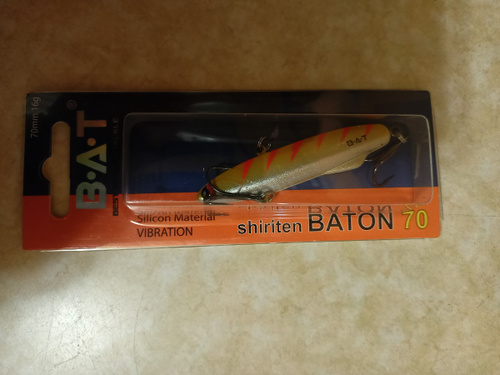 70mm:16g
B·A·T
B·A·T
Silicon Material
VIBRATION
shiriten BATON 70